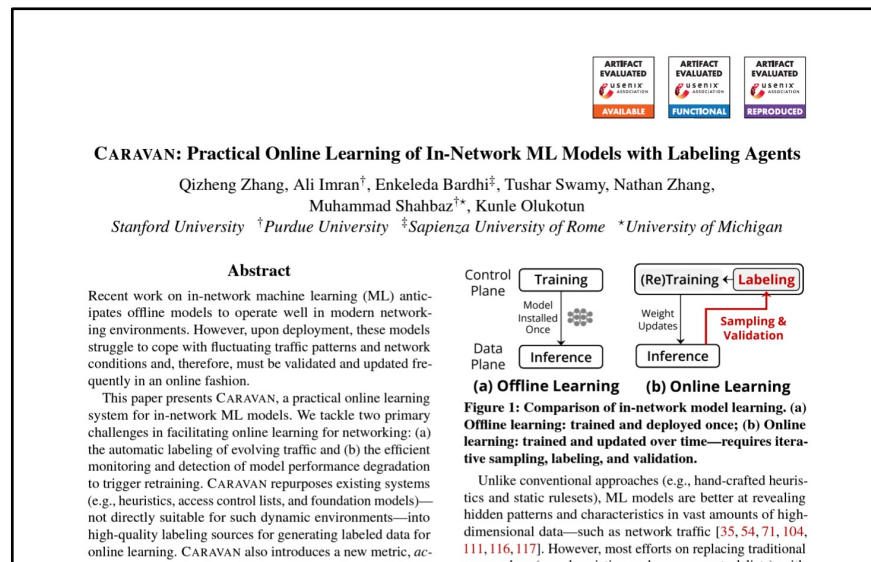 ARTIFACT EVALUATED usenix ASSOCIATION AVAILABLE
ARTIFACT EVALUATED usenix ASSOCIATION FUNCTIONAL
ARTIFACT EVALUATED usenix ASSOCIATION REPRODUCED
CARAVAN: Practical Online Learning of In-Network ML Models with Labeling Agents
Qizheng Zhang, Ali Imran†, Enkeleda Bardhi‡, Tushar Swamy, Nathan Zhang,
Muhammad Shahbaz†⋆, Kunle Olukotun
Stanford University †Purdue University ‡Sapienza University of Rome ⋆University of Michigan
Abstract
Recent work on in-network machine learning (ML) antic-
ipates offline models to operate well in modern network-
ing environments. However, upon deployment, these models
struggle to cope with fluctuating traffic patterns and network
conditions and, therefore, must be validated and updated fre-
quently in an online fashion.
This paper presents CARAVAN, a practical online learning
system for in-network ML models. We tackle two primary
challenges in facilitating online learning for networking: (a)
the automatic labeling of evolving traffic and (b) the efficient
monitoring and detection of model performance degradation
to trigger retraining. CARAVAN repurposes existing systems
(e.g., heuristics, access control lists, and foundation models)—
not directly suitable for such dynamic environments—into
high-quality labeling sources for generating labeled data for
online learning. CARAVAN also introduces a new metric, ac-
Control Plane
Training
Model Installed Once
Data Plane
Inference
(a) Offline Learning
(Re)Training
Labeling
Weight Updates
Sampling & Validation
Inference
(b) Online Learning
Figure 1: Comparison of in-network model learning. (a)
Offline learning: trained and deployed once; (b) Online
learning: trained and updated over time—requires itera-
tive sampling, labeling, and validation.
Unlike conventional approaches (e.g., hand-crafted heuris-
tics and static rulesets), ML models are better at revealing
hidden patterns and characteristics in vast amounts of high-
dimensional data—such as network traffic [35, 54, 71, 104,
111, 116, 117]. However, most efforts on replacing traditional